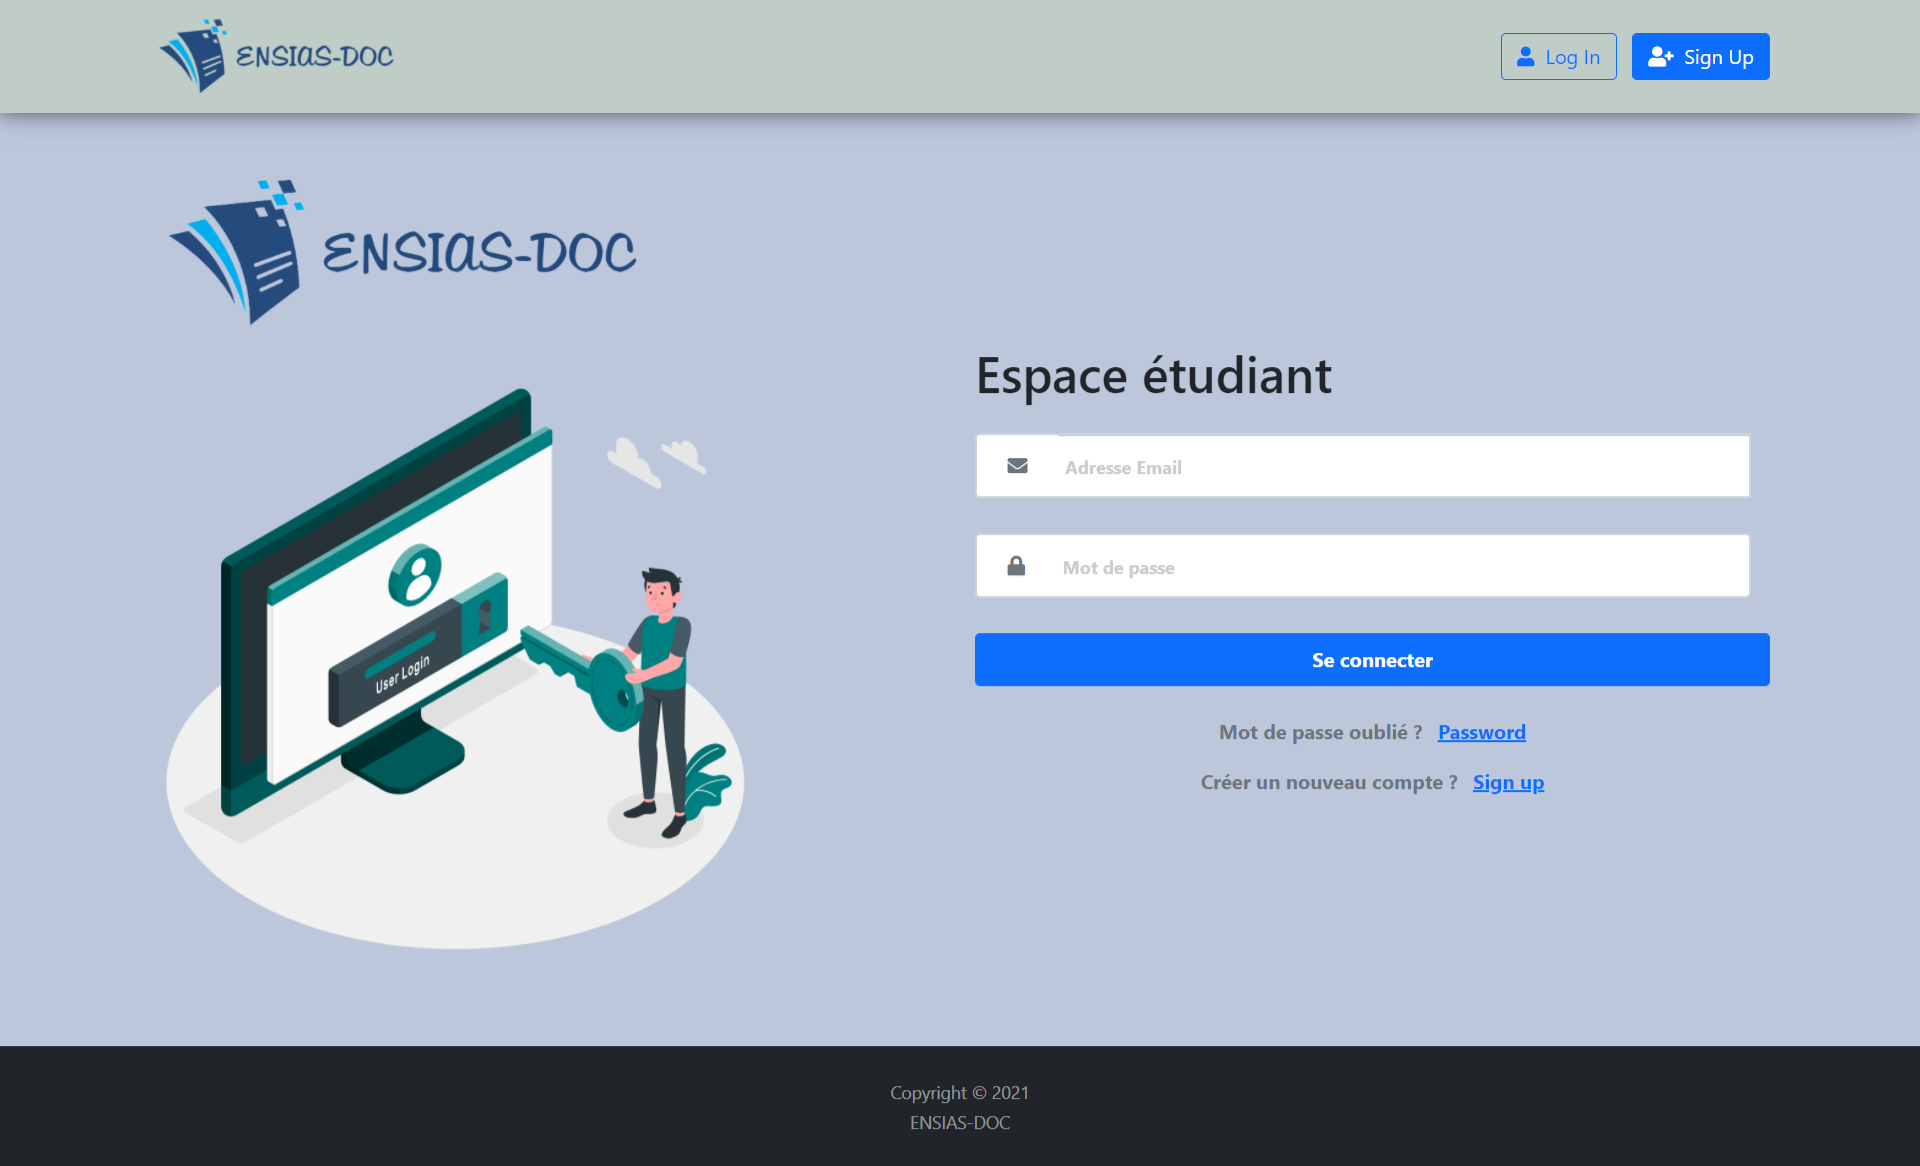 ENSIAS-DOC
Log In
Sign Up
ENSIAS-DOC
Espace étudiant
Adresse Email
Mot de passe
User Login
Se connecter
Mot de passe oublié ? Password
Créer un nouveau compte ? Sign up
Copyright © 2021
ENSIAS-DOC